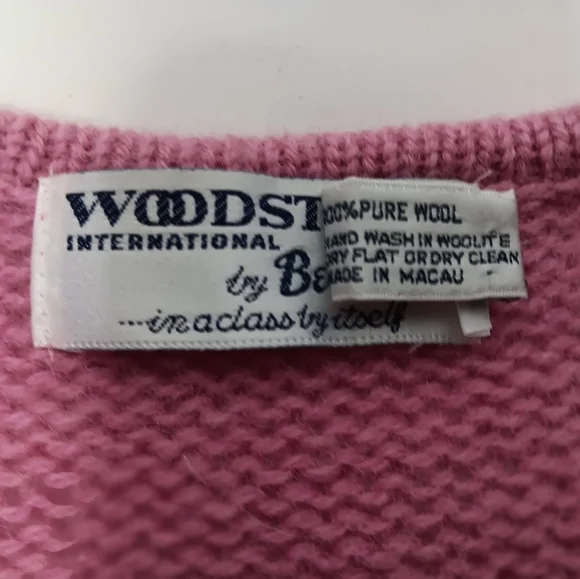 WOODST
INTERNATIONAL
by Be
...in a class by itself
100% PURE WOOL
HAND WASH IN WOOLITE
DRY FLAT OR DRY CLEAN
MADE IN MACAU